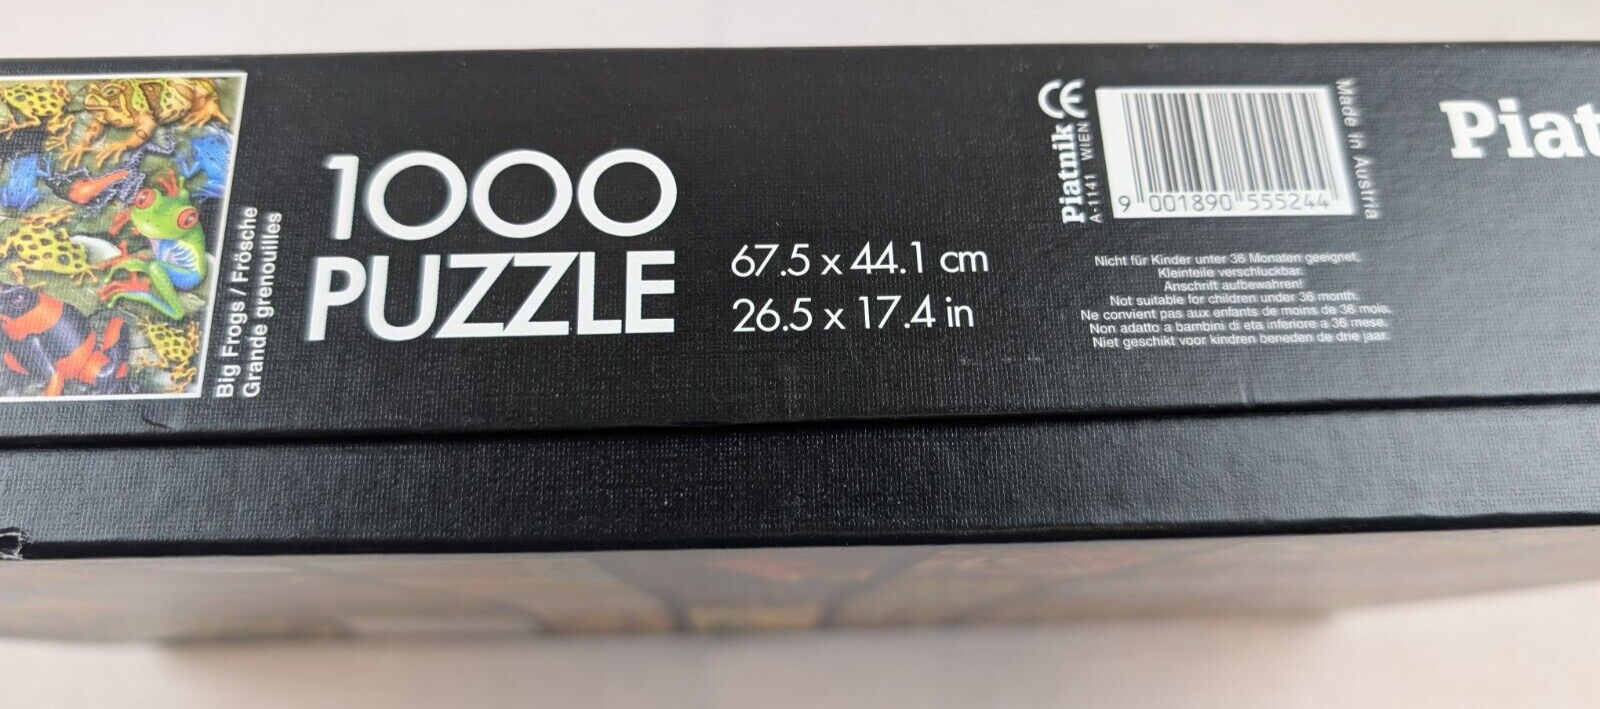 Big Frogs / Frösche
Grande grenouilles
1000
PUZZLE
67.5 x 44.1 cm
26.5 x 17.4 in
CE
Piatnik
A-1141 WIEN
9 001890 555244
Made in Austria
Nicht für Kinder unter 36 Monaten geeignet,
Kleinteile verschluckbar.
Anschrift aufbewahren!
Not suitable for children under 36 month.
Ne convient pas aux enfants de moins de 36 mois.
Non adatto a bambini di eta inferiore a 36 mese.
Niet geschikt voor kindren beneden de drie jaar.
Piat